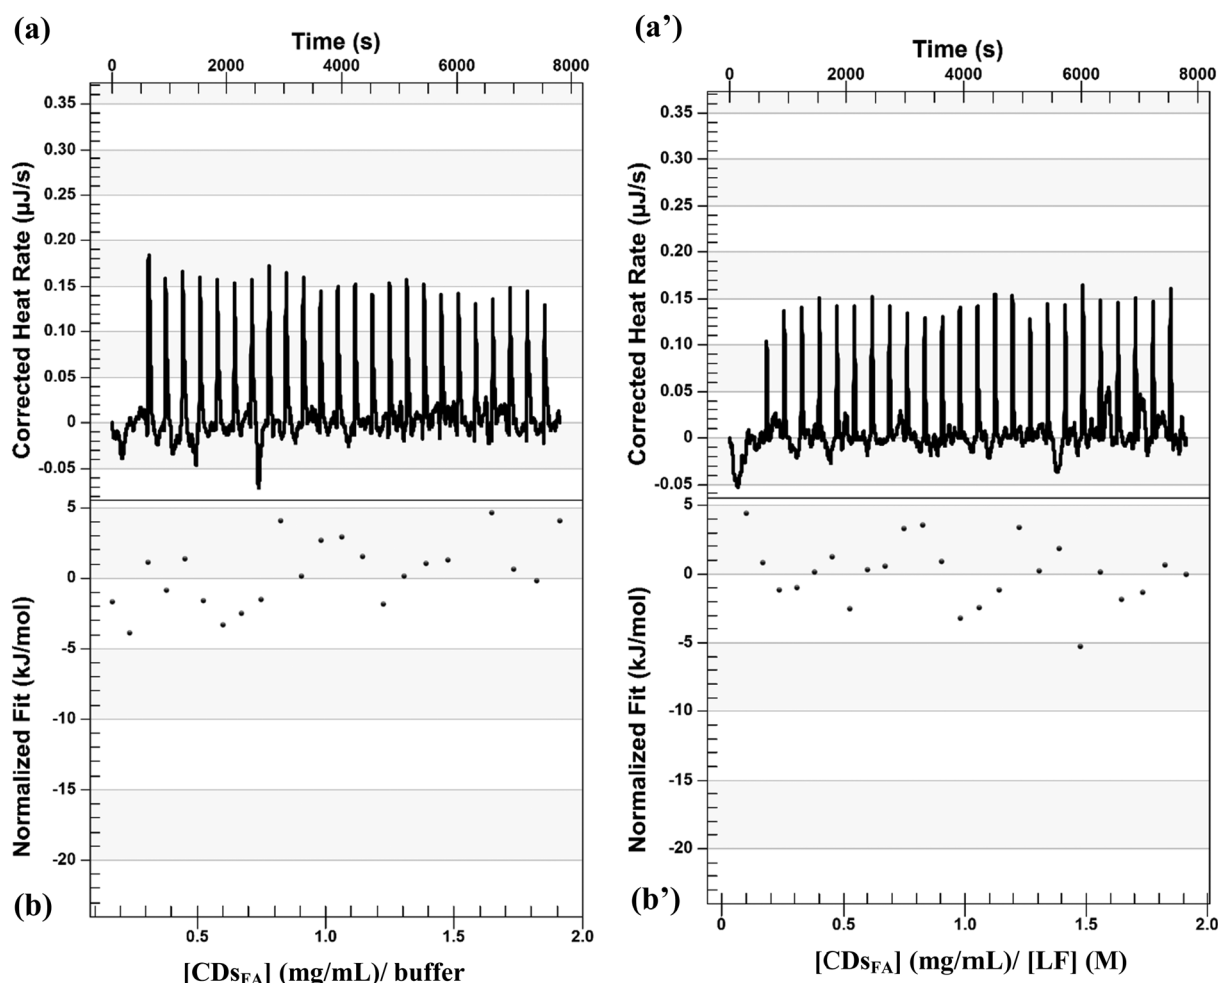 (a)
Time (s)
0 2000 4000 6000 8000
Corrected Heat Rate (µJ/s)
0.35
0.30
0.25
0.20
0.15
0.10
0.05
0
-0.05
Normalized Fit (kJ/mol)
5
0
-5
-10
-15
-20
(b)
0.5 1.0 1.5 2.0
[CDsFA] (mg/mL)/ buffer
(a’)
Time (s)
0 2000 4000 6000 8000
Corrected Heat Rate (µJ/s)
0.35
0.30
0.25
0.20
0.15
0.10
0.05
0
-0.05
Normalized Fit (kJ/mol)
5
0
-5
-10
-15
-20
(b’)
0 0.5 1.0 1.5 2.0
[CDsFA] (mg/mL)/ [LF] (M)